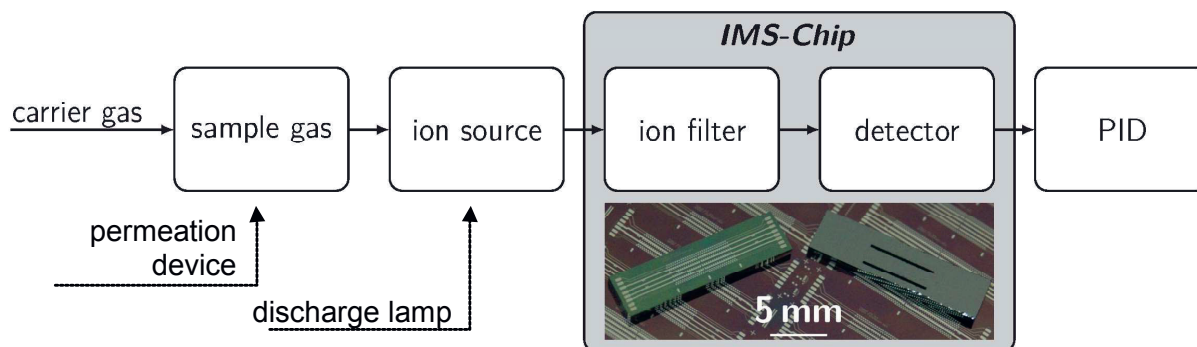 IMS-Chip
carrier gas
sample gas
ion source
ion filter
detector
PID
permeation
device
discharge lamp
5 mm